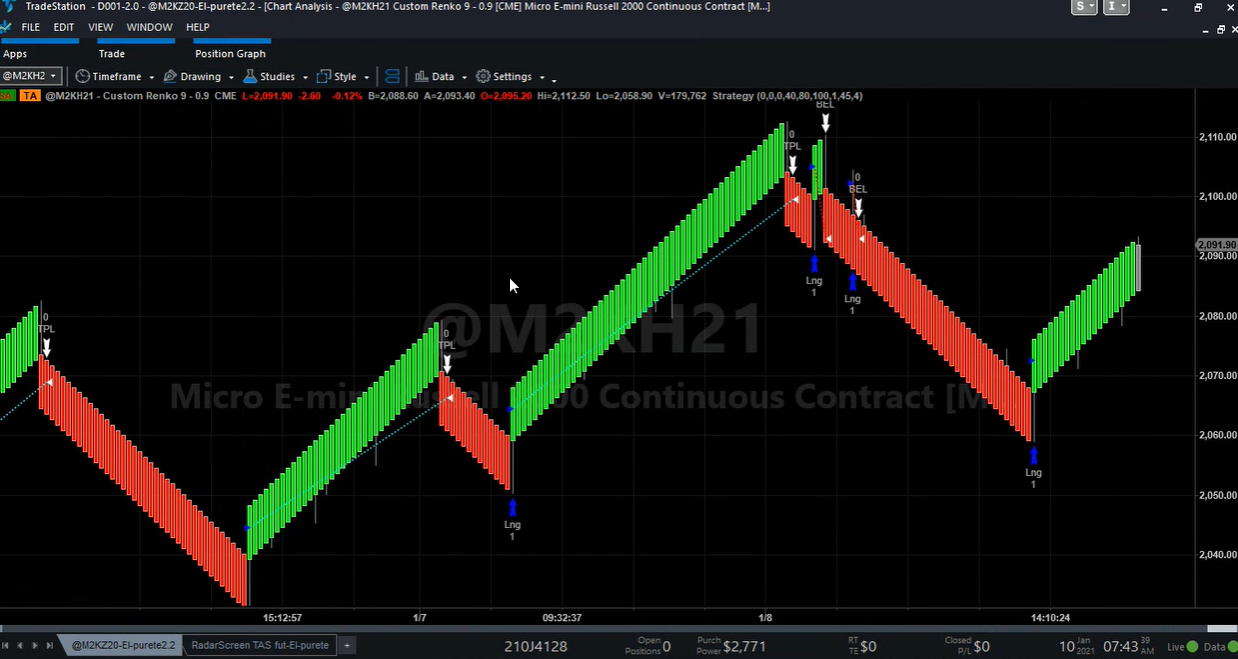 TradeStation - D001-2.0 - @M2KZ20-EI-purete2.2 - [Chart Analysis - @M2KH21 Custom Renko 9 - 0.9 [CME] Micro E-mini Russell 2000 Continuous Contract [M...]
S I
FILE EDIT VIEW WINDOW HELP
Apps Trade Position Graph
@M2KH2 Timeframe Drawing Studies Style Data Settings
TA @M2KH21 - Custom Renko 9 - 0.9 CME L=2,091.90 -2.60 -0.12% B=2,088.60 A=2,093.40 O=2,095.20 Hi=2,112.50 Lo=2,058.90 V=179,762 Strategy (0,0,0,40,80,100,1,45,4)
BEL
0
TPL
2,110.00
0
BEL
2,100.00
2,091.90
2,090.00
Lng
1
Lng
1
0
TPL
2,080.00
0
TPL
@M2KH21
2,070.00
Micro E-mini Russell 2000 Continuous Contract [M
2,060.00
Lng
1
2,050.00
Lng
1
2,040.00
15:12:57 1/7 09:32:37 1/8 14:10:24
@M2KZ20-EI-purete2.2 RadarScreen TAS fut-EI-purete +
210J4128
Open Positions 0
Purch Power $2,771
RT TE $0
Closed P/L $0
10 Jan 2021 07:43 39 AM
Live Data